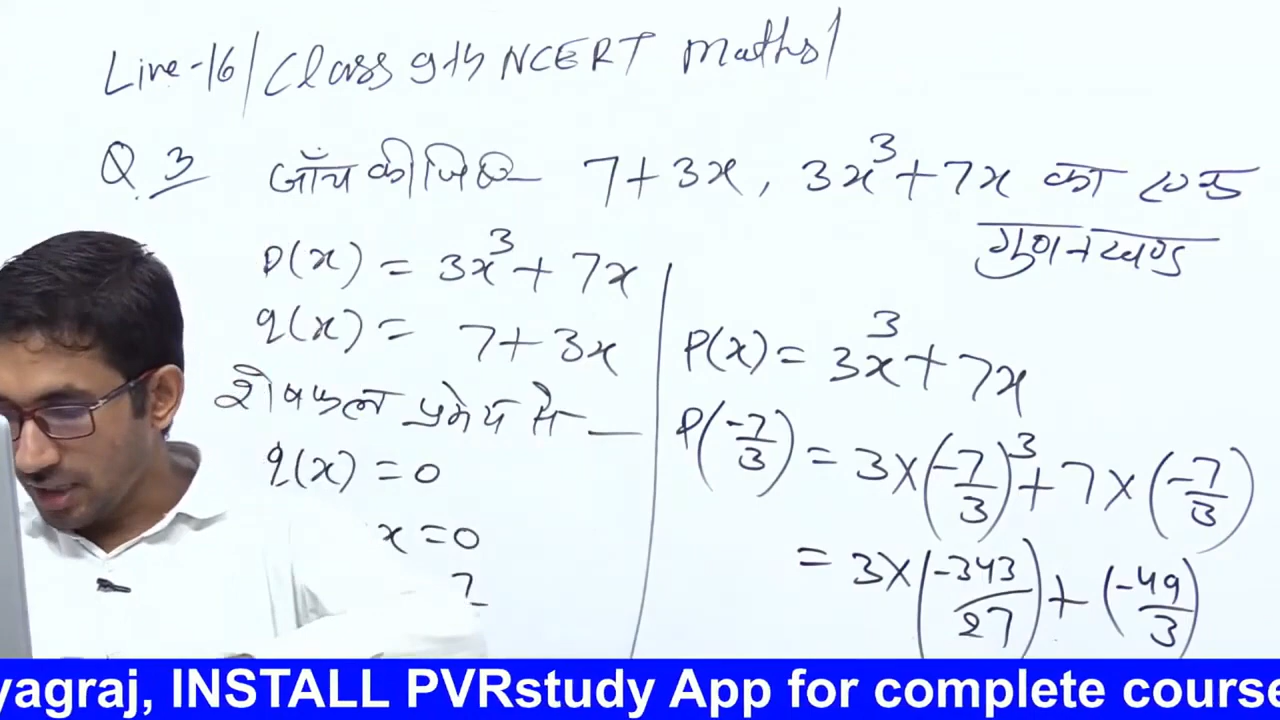 Live-16/Class 9th NCERT Maths/
Q.3 जाँच कीजिए- 7+3x, 3x³+7x का एक
गुणनखण्ड
p(x) = 3x³+7x
q(x) = 7+3x
शेषफल प्रमेय से —
q(x) = 0
x = 0
7
P(x) = 3x³+7x
P(-7/3) = 3×(-7/3)³+7×(-7/3)
= 3×(-343/27)+(-49/3)
yagraj, INSTALL PVRstudy App for complete course